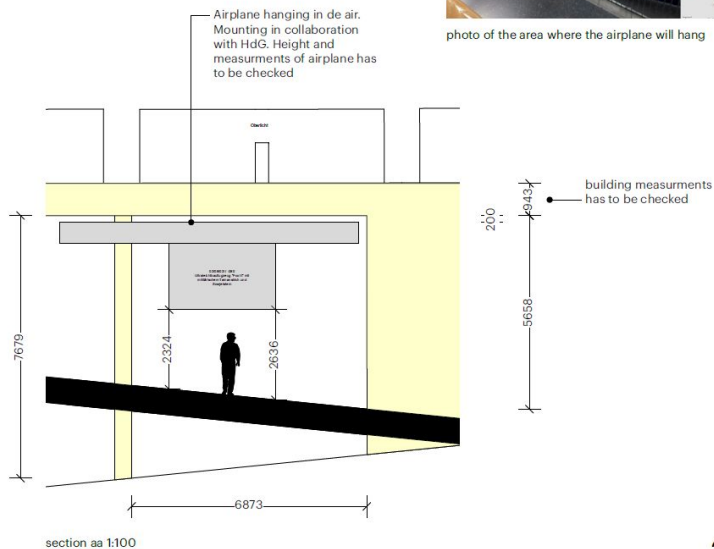 Airplane hanging in de air.
Mounting in collaboration
with HdG. Height and
measurments of airplane has
to be checked
photo of the area where the airplane will hang
Oberlicht
building measurments
has to be checked
943
200
5658
7679
2324
2636
6873
section aa 1:100